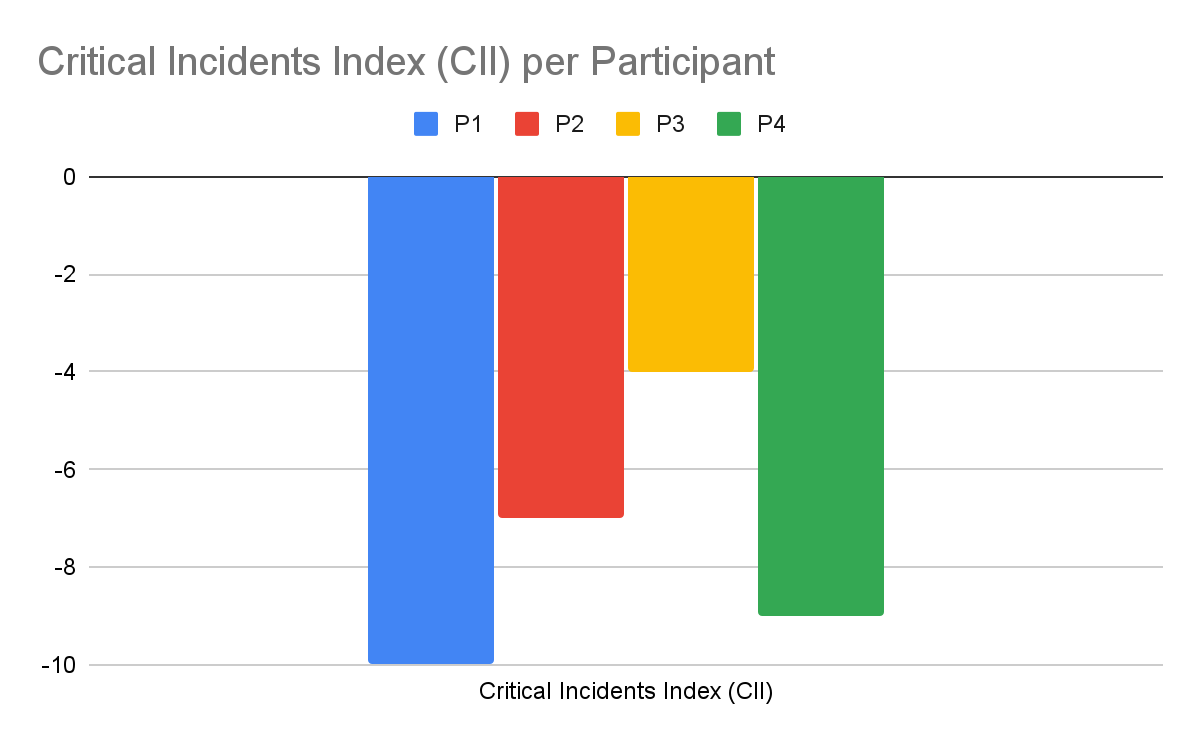 Critical Incidents Index (CII) per Participant
P1 P2 P3 P4
0
-2
-4
-6
-8
-10
Critical Incidents Index (CII)